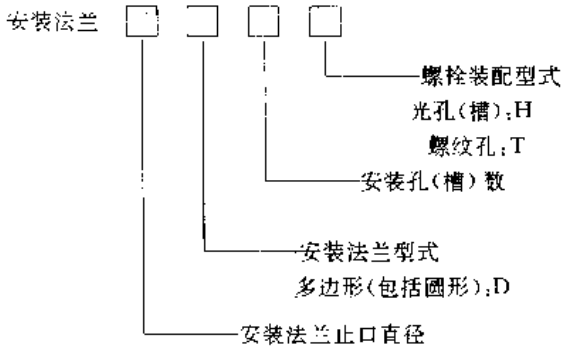 安装法兰 □ □ □ □
螺栓装配型式
光孔(槽):H
螺纹孔:T
安装孔(槽)数
安装法兰型式
多边形(包括圆形):D
安装法兰止口直径